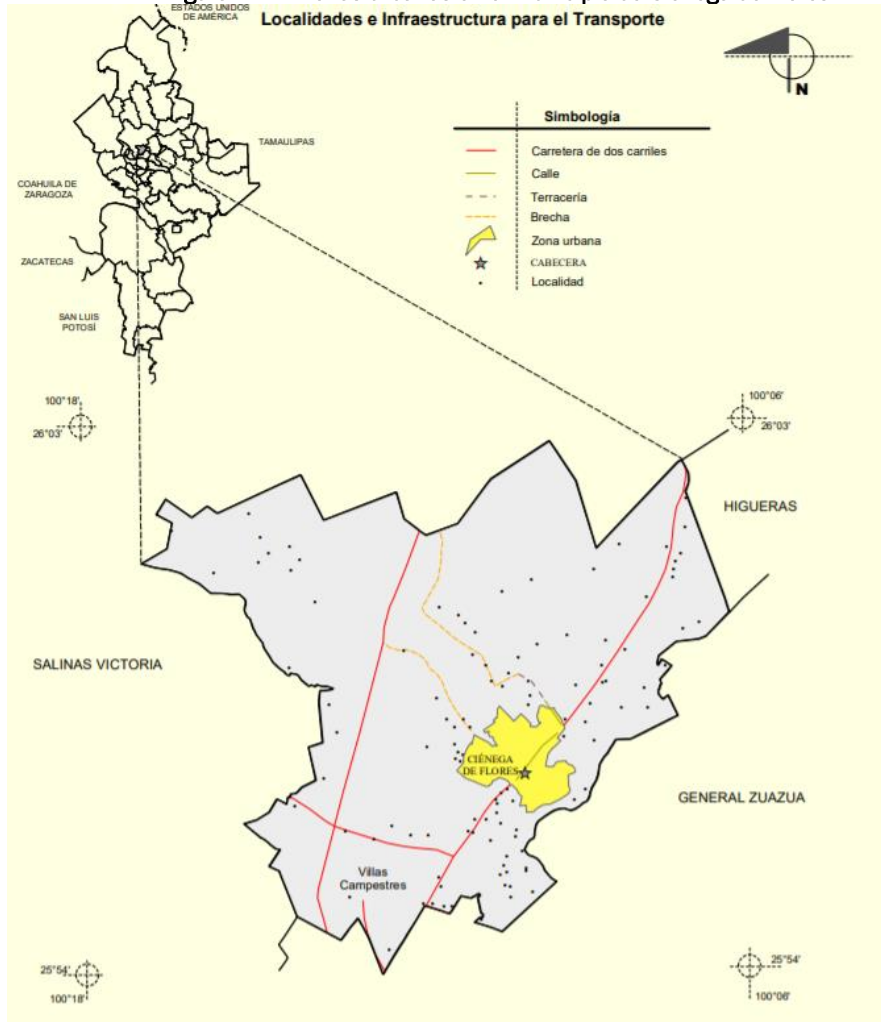 ESTADOS UNIDOS
DE AMÉRICA
Localidades e Infraestructura para el Transporte
N
Simbología
Carretera de dos carriles
Calle
Terracería
Brecha
Zona urbana
CABECERA
Localidad
TAMAULIPAS
COAHUILA DE
ZARAGOZA
ZACATECAS
SAN LUIS
POTOSÍ
100°18'
26°03'
100°06'
26°03'
HIGUERAS
SALINAS VICTORIA
CIÉNEGA
DE FLORES
GENERAL ZUAZUA
Villas
Campestres
25°54'
100°18'
25°54'
100°06'